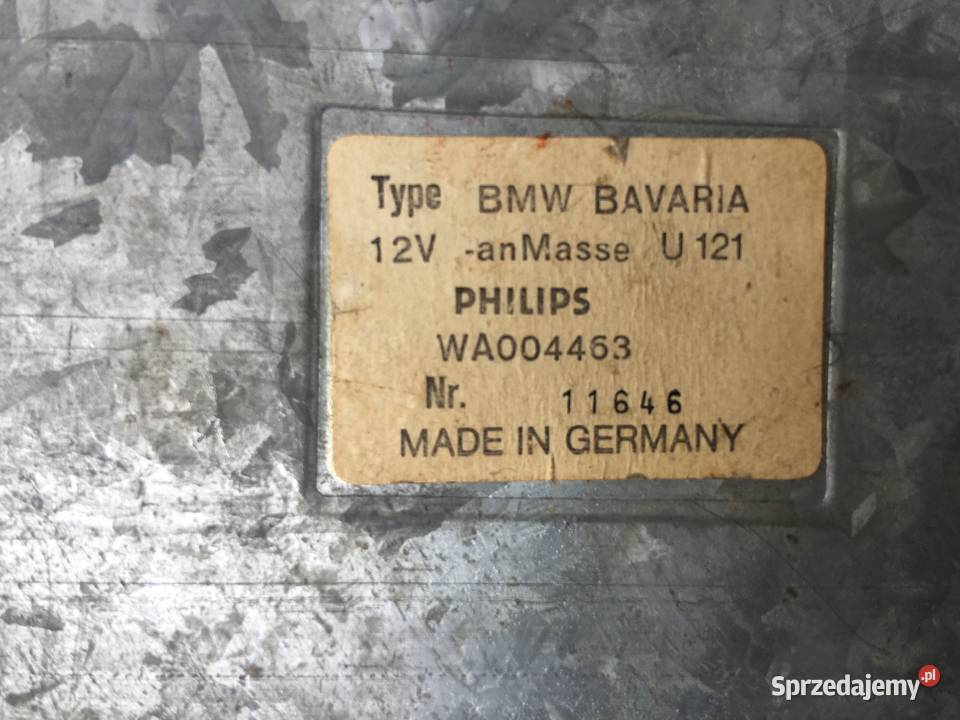 Type BMW BAVARIA
12V -anMasse U 121
PHILIPS
WA004463
Nr. 11646
MADE IN GERMANY
Sprzedajemy.pl